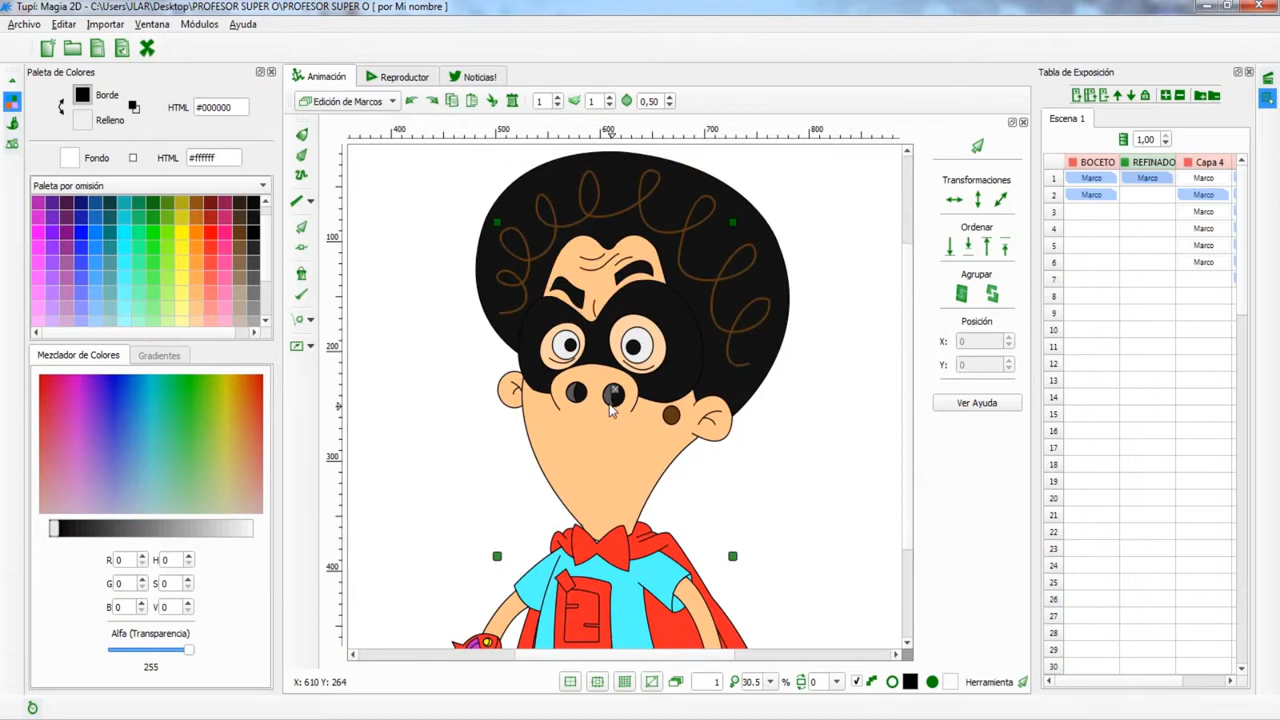 Tupí: Magia 2D - C:\Users\JLAR\Desktop\PROFESOR SUPER O\PROFESOR SUPER O [ por Mi nombre ]
Archivo Editar Importar Ventana Módulos Ayuda
Paleta de Colores
Borde
HTML #000000
Relleno
Fondo HTML #ffffff
Paleta por omisión
Mezclador de Colores Gradientes
R 0 H 0
G 0 S 0
B 0 V 0
Alfa (Transparencia)
255
Animación Reproductor Noticias!
Edición de Marcos 1 1 0,50
400 500 600 700 800
100
200
300
400
X: 610 Y: 264
1 30.5 % 0 Herramienta
Transformaciones
Ordenar
Agrupar
Posición
X: 0
Y: 0
Ver Ayuda
Tabla de Exposición
Escena 1
1,00
BOCETO REFINADO Capa 4
1 Marco Marco Marco
2 Marco Marco
3 Marco
4 Marco
5 Marco
6 Marco
7
8
9
10
11
12
13
14
15
16
17
18
19
20
21
22
23
24
25
26
27
28
29
30